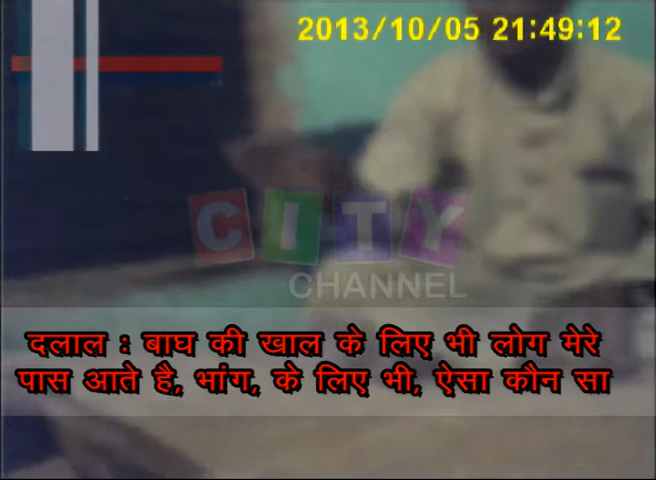 2013/10/05 21:49:12
CITY
CHANNEL
दलाल : बाघ की खाल के लिए भी लोग मेरे
पास आते है, भांग, के लिए भी, ऐसा कौन सा